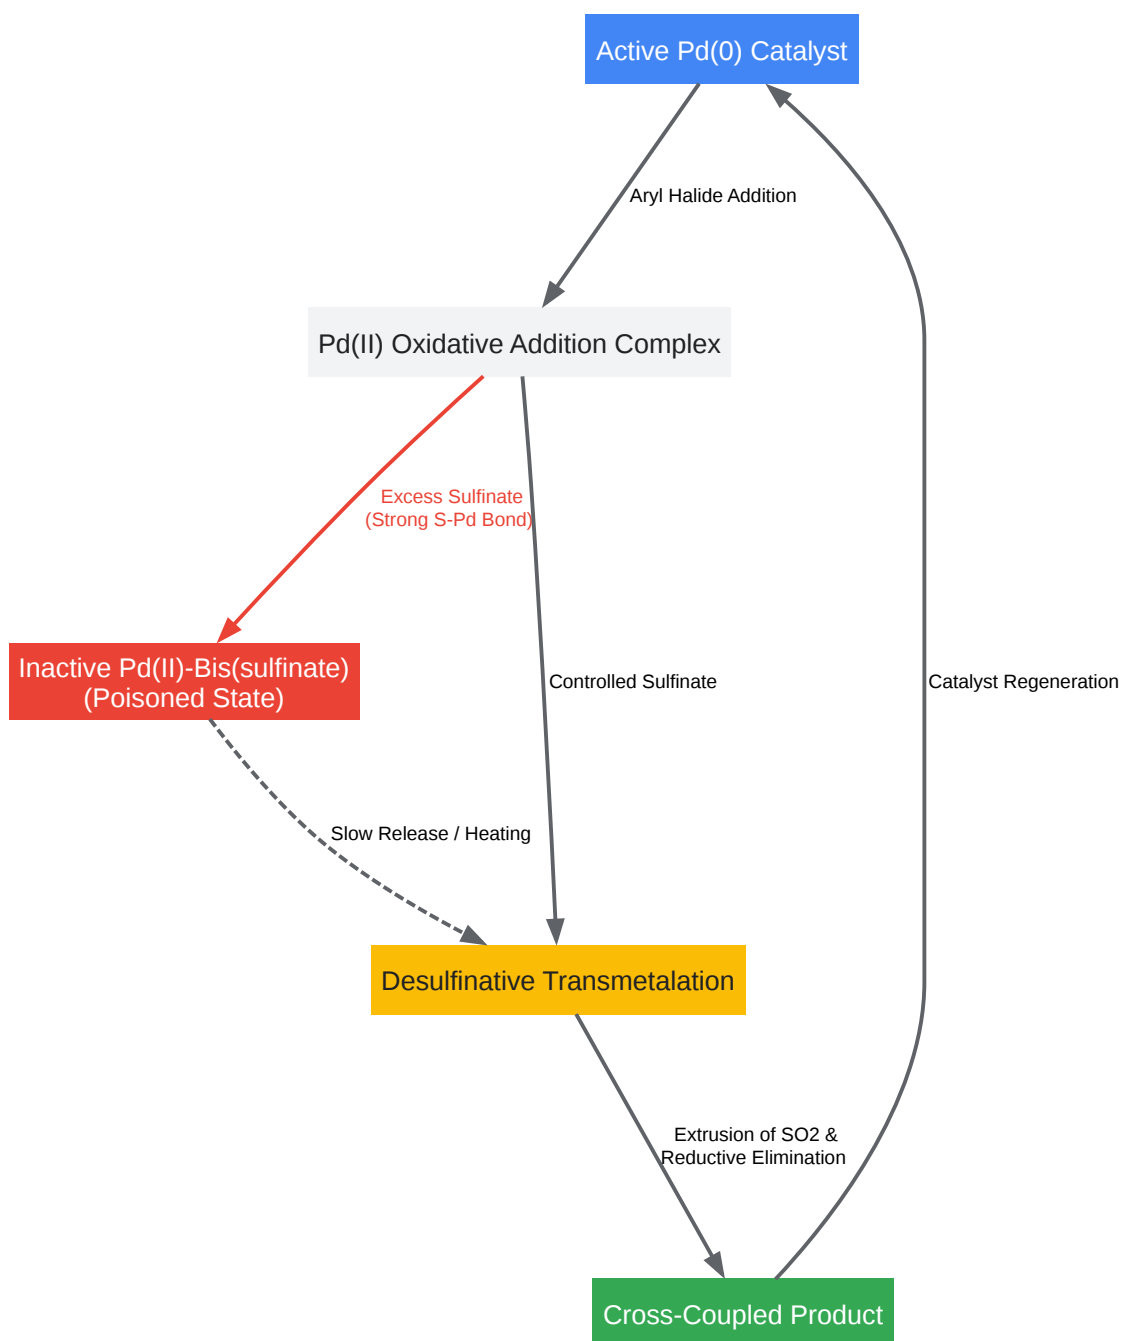 Active Pd(0) Catalyst
Aryl Halide Addition
Pd(II) Oxidative Addition Complex
Excess Sulfinate
(Strong S-Pd Bond)
Inactive Pd(II)-Bis(sulfinate)
(Poisoned State)
Controlled Sulfinate
Catalyst Regeneration
Slow Release / Heating
Desulfinative Transmetalation
Extrusion of SO2 &
Reductive Elimination
Cross-Coupled Product